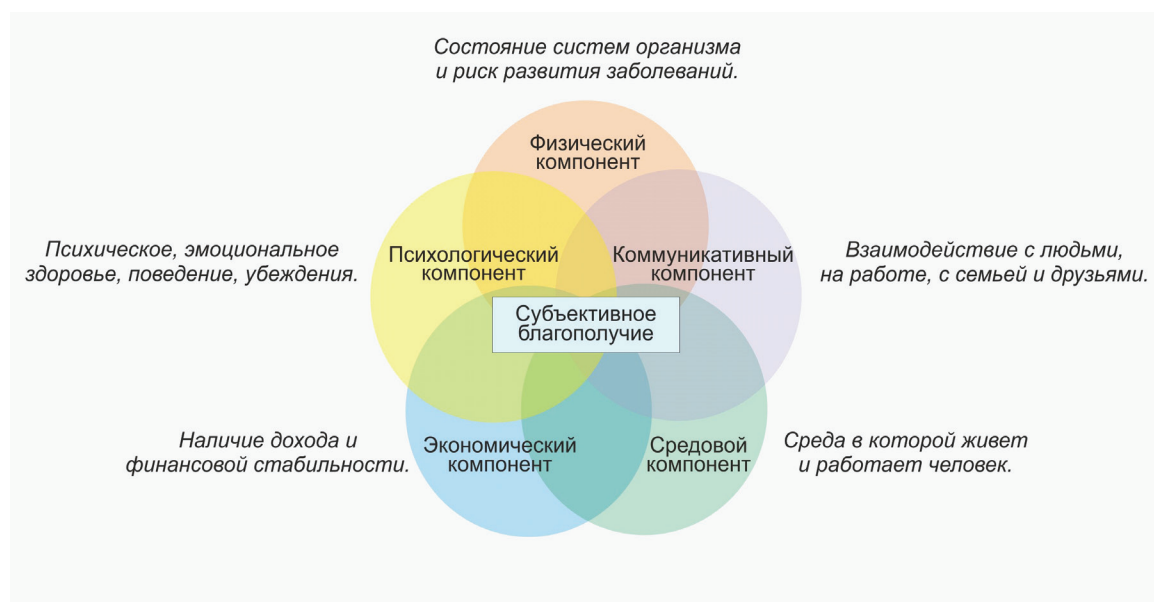 Состояние систем организма
и риск развития заболеваний.
Физический
компонент
Психическое, эмоциональное
здоровье, поведение, убеждения.
Психологический
компонент
Коммуникативный
компонент
Взаимодействие с людьми,
на работе, с семьей и друзьями.
Субъективное
благополучие
Наличие дохода и
финансовой стабильности.
Экономический
компонент
Средовой
компонент
Среда в которой живет
и работает человек.